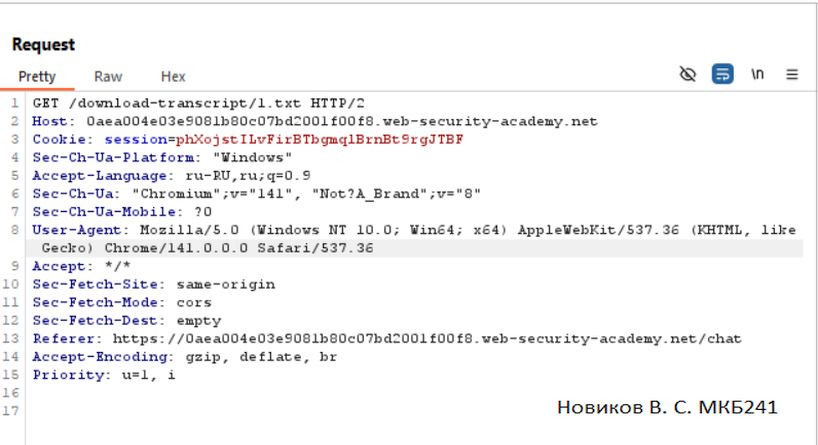 Request
Pretty Raw Hex \n
1 GET /download-transcript/1.txt HTTP/2
2 Host: 0aea004e03e9081b80c07bd2001f00f8.web-security-academy.net
3 Cookie: session=phXojstILvFirBTbgmqlBrnBt9rgJTBF
4 Sec-Ch-Ua-Platform: "Windows"
5 Accept-Language: ru-RU,ru;q=0.9
6 Sec-Ch-Ua: "Chromium";v="141", "Not?A_Brand";v="8"
7 Sec-Ch-Ua-Mobile: ?0
8 User-Agent: Mozilla/5.0 (Windows NT 10.0; Win64; x64) AppleWebKit/537.36 (KHTML, like
Gecko) Chrome/141.0.0.0 Safari/537.36
9 Accept: */*
10 Sec-Fetch-Site: same-origin
11 Sec-Fetch-Mode: cors
12 Sec-Fetch-Dest: empty
13 Referer: https://0aea004e03e9081b80c07bd2001f00f8.web-security-academy.net/chat
14 Accept-Encoding: gzip, deflate, br
15 Priority: u=1, i
16
17
Новиков В. С. МКБ241